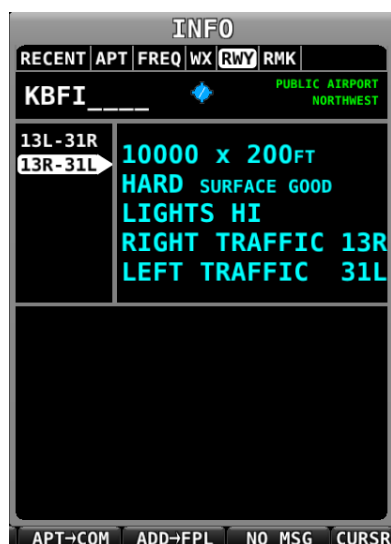 INFO
RECENT APT FREQ WX RWY RMK
KBFI____
PUBLIC AIRPORT
NORTHWEST
13L-31R
13R-31L
10000 x 200FT
HARD SURFACE GOOD
LIGHTS HI
RIGHT TRAFFIC 13R
LEFT TRAFFIC 31L
APT→COM ADD→FPL NO MSG CURSR